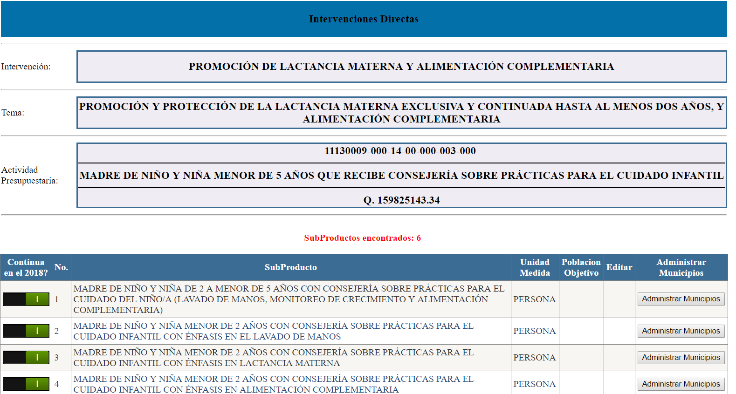 Intervenciones Directas
Intervención:
PROMOCIÓN DE LACTANCIA MATERNA Y ALIMENTACIÓN COMPLEMENTARIA
Tema:
PROMOCIÓN Y PROTECCIÓN DE LA LACTANCIA MATERNA EXCLUSIVA Y CONTINUADA HASTA AL MENOS DOS AÑOS, Y
ALIMENTACIÓN COMPLEMENTARIA
Actividad
Presupuestaria:
11130009 000 14 00 000 003 000
MADRE DE NIÑO Y NIÑA MENOR DE 5 AÑOS QUE RECIBE CONSEJERÍA SOBRE PRÁCTICAS PARA EL CUIDADO INFANTIL
Q. 159825143.34
SubProductos encontrados: 6
Continua
en el 2018?
No.
SubProducto
Unidad
Medida
Poblacion
Objetivo
Editar
Administrar
Municipios
1
MADRE DE NIÑO Y NIÑA DE 2 A MENOR DE 5 AÑOS CON CONSEJERÍA SOBRE PRÁCTICAS PARA EL
CUIDADO DEL NIÑO/A (LAVADO DE MANOS, MONITOREO DE CRECIMIENTO Y ALIMENTACIÓN
COMPLEMENTARIA)
PERSONA
Administrar Municipios
2
MADRE DE NIÑO Y NIÑA MENOR DE 2 AÑOS CON CONSEJERÍA SOBRE PRÁCTICAS PARA EL
CUIDADO INFANTIL CON ÉNFASIS EN EL LAVADO DE MANOS
PERSONA
Administrar Municipios
3
MADRE DE NIÑO Y NIÑA MENOR DE 2 AÑOS CON CONSEJERÍA SOBRE PRÁCTICAS PARA EL
CUIDADO INFANTIL CON ÉNFASIS EN LACTANCIA MATERNA
PERSONA
Administrar Municipios
4
MADRE DE NIÑO Y NIÑA MENOR DE 2 AÑOS CON CONSEJERÍA SOBRE PRÁCTICAS PARA EL
CUIDADO INFANTIL CON ÉNFASIS EN ALIMENTACIÓN COMPLEMENTARIA
PERSONA
Administrar Municipios